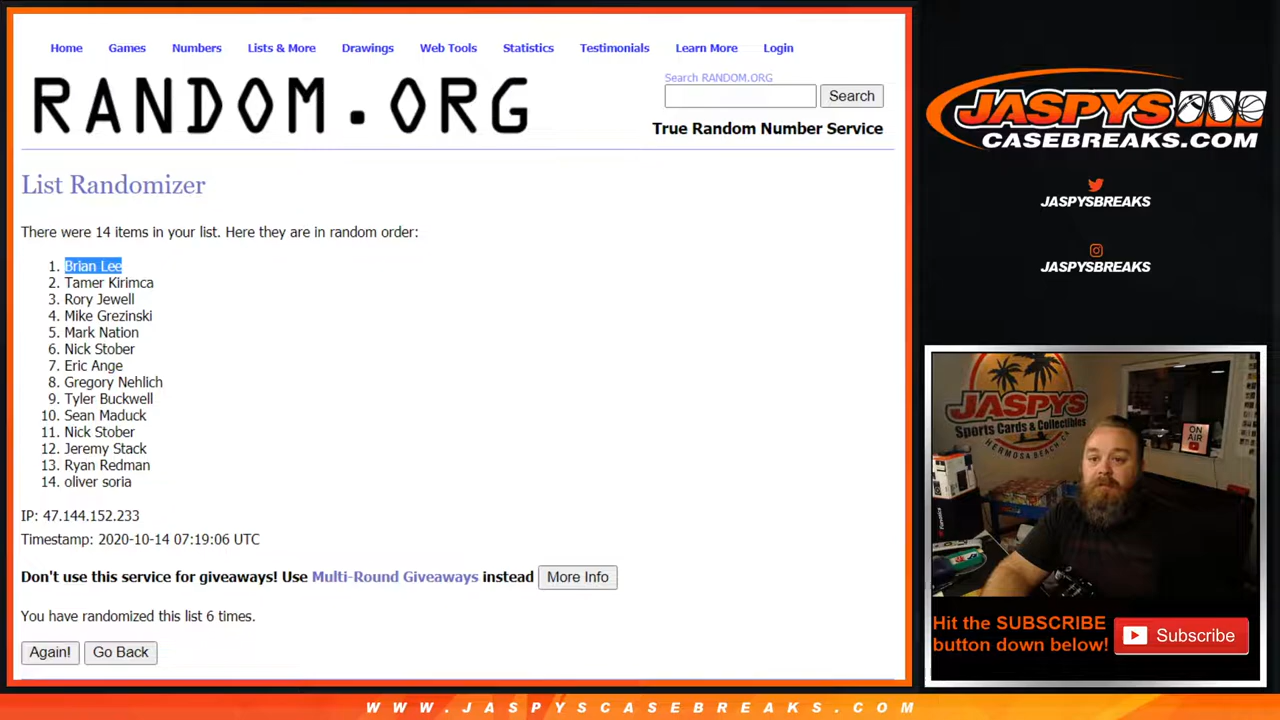 Home Games Numbers Lists & More Drawings Web Tools Statistics Testimonials Learn More Login
RANDOM.ORG
Search RANDOM.ORG
Search
True Random Number Service
List Randomizer
There were 14 items in your list. Here they are in random order:
1. Brian Lee
2. Tamer Kirimca
3. Rory Jewell
4. Mike Grezinski
5. Mark Nation
6. Nick Stober
7. Eric Ange
8. Gregory Nehlich
9. Tyler Buckwell
10. Sean Maduck
11. Nick Stober
12. Jeremy Stack
13. Ryan Redman
14. oliver soria
IP: 47.144.152.233
Timestamp: 2020-10-14 07:19:06 UTC
Don't use this service for giveaways! Use Multi-Round Giveaways instead More Info
You have randomized this list 6 times.
Again! Go Back
JASPYS
CASEBREAKS.COM
JASPYSBREAKS
JASPYSBREAKS
JASPYS
Sports Cards & Collectibles
HERMOSA BEACH, CA
ON
AIR
Hit the SUBSCRIBE
button down below!
Subscribe
WWW.JASPYSCASEBREAKS.COM